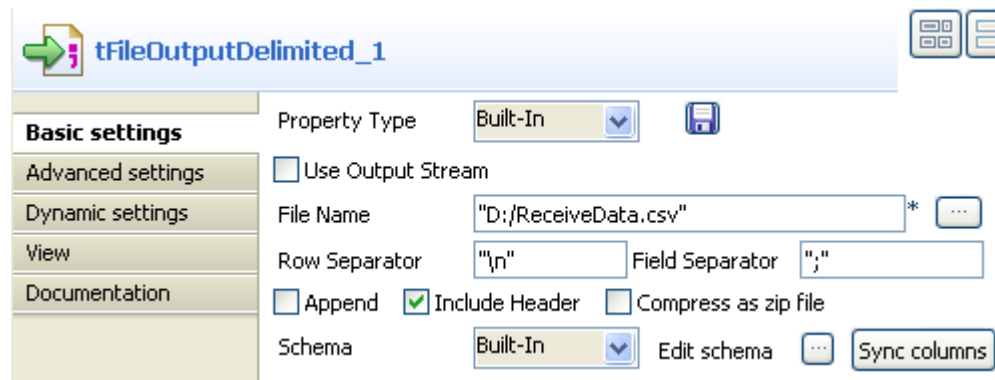 tFileOutputDelimited_1
Basic settings
Advanced settings
Dynamic settings
View
Documentation
Property Type Built-In
Use Output Stream
File Name "D:/ReceiveData.csv" * ...
Row Separator "\n" Field Separator ";"
Append Include Header Compress as zip file
Schema Built-In Edit schema ... Sync columns